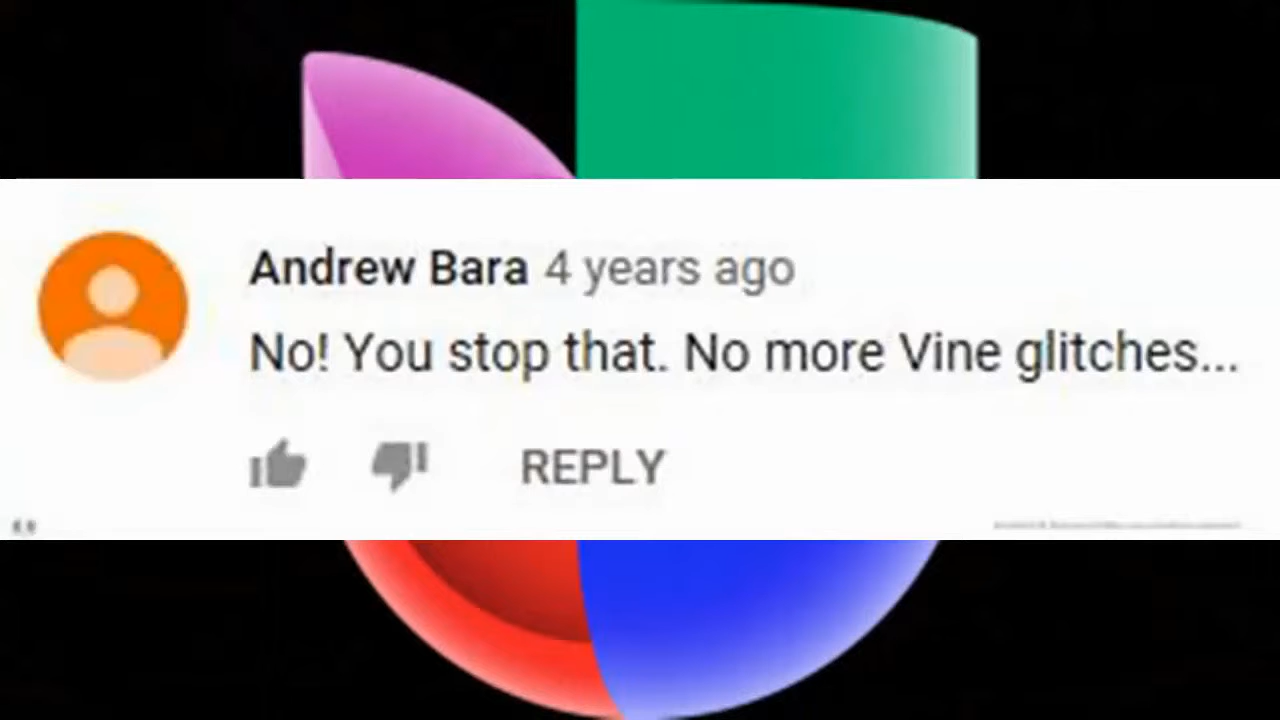 Andrew Bara 4 years ago
No! You stop that. No more Vine glitches...
REPLY